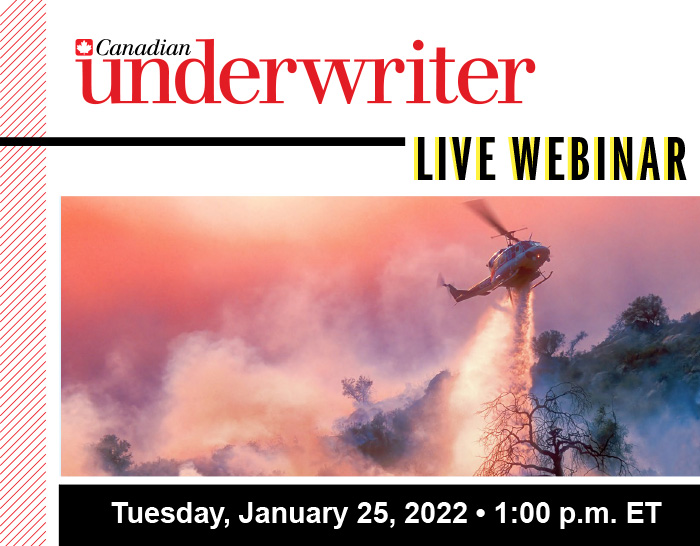 Canadian
underwriter
LIVE WEBINAR
Tuesday, January 25, 2022 • 1:00 p.m. ET